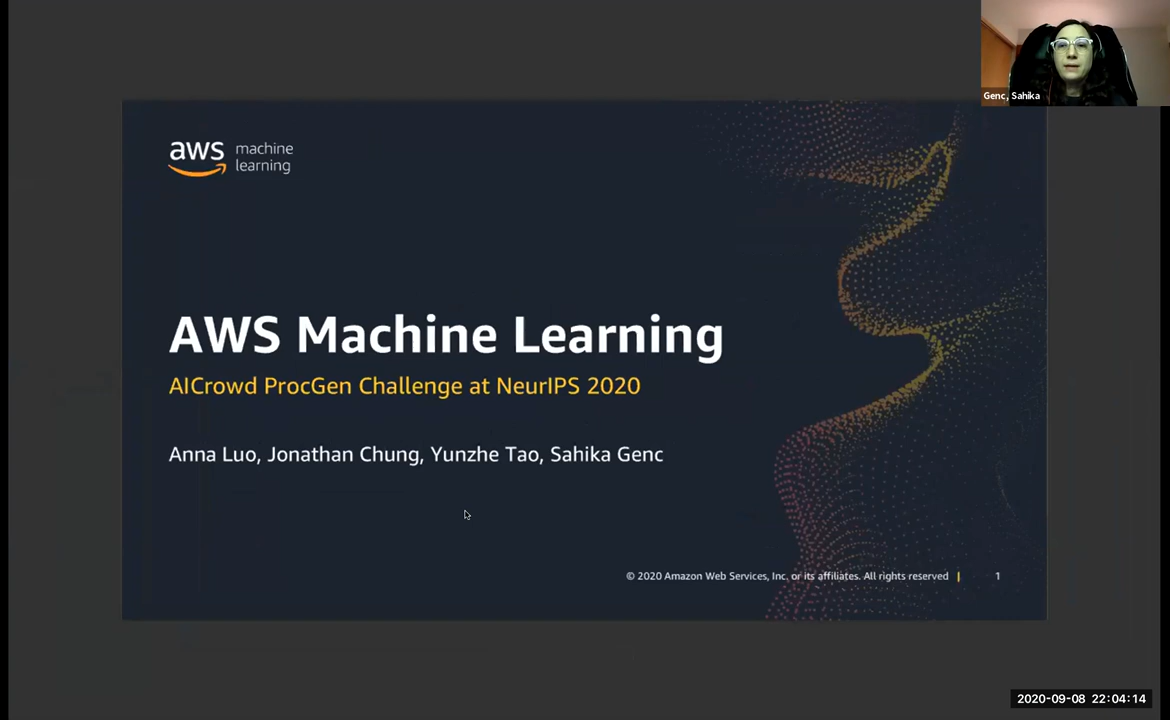 Genc, Sahika
aws machine learning
AWS Machine Learning
AICrowd ProcGen Challenge at NeurIPS 2020
Anna Luo, Jonathan Chung, Yunzhe Tao, Sahika Genc
© 2020 Amazon Web Services, Inc. or its affiliates. All rights reserved | 1
2020-09-08 22:04:14